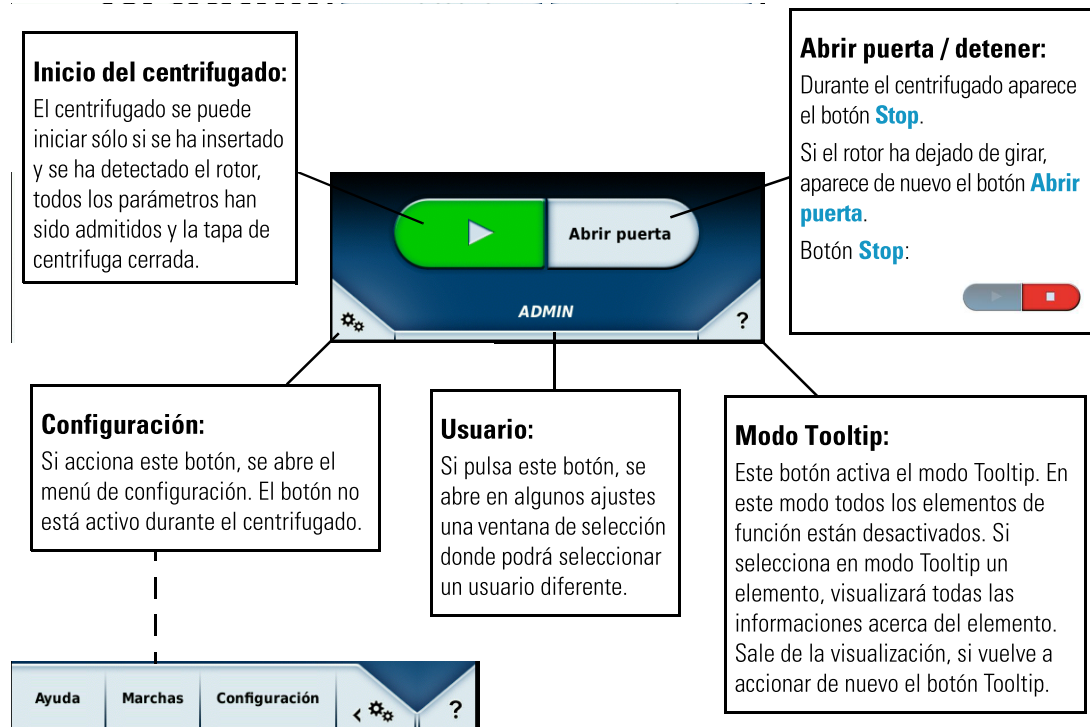 Inicio del centrifugado:
El centrifugado se puede
iniciar sólo si se ha insertado
y se ha detectado el rotor,
todos los parámetros han
sido admitidos y la tapa de
centrifuga cerrada.
Abrir puerta / detener:
Durante el centrifugado aparece
el botón Stop.
Si el rotor ha dejado de girar,
aparece de nuevo el botón Abrir
puerta.
Botón Stop:
Abrir puerta
ADMIN
?
Configuración:
Si acciona este botón, se abre el
menú de configuración. El botón no
está activo durante el centrifugado.
Usuario:
Si pulsa este botón, se
abre en algunos ajustes
una ventana de selección
donde podrá seleccionar
un usuario diferente.
Modo Tooltip:
Este botón activa el modo Tooltip. En
este modo todos los elementos de
función están desactivados. Si
selecciona en modo Tooltip un
elemento, visualizará todas las
informaciones acerca del elemento.
Sale de la visualización, si vuelve a
accionar de nuevo el botón Tooltip.
Ayuda Marchas Configuración ‹ ?